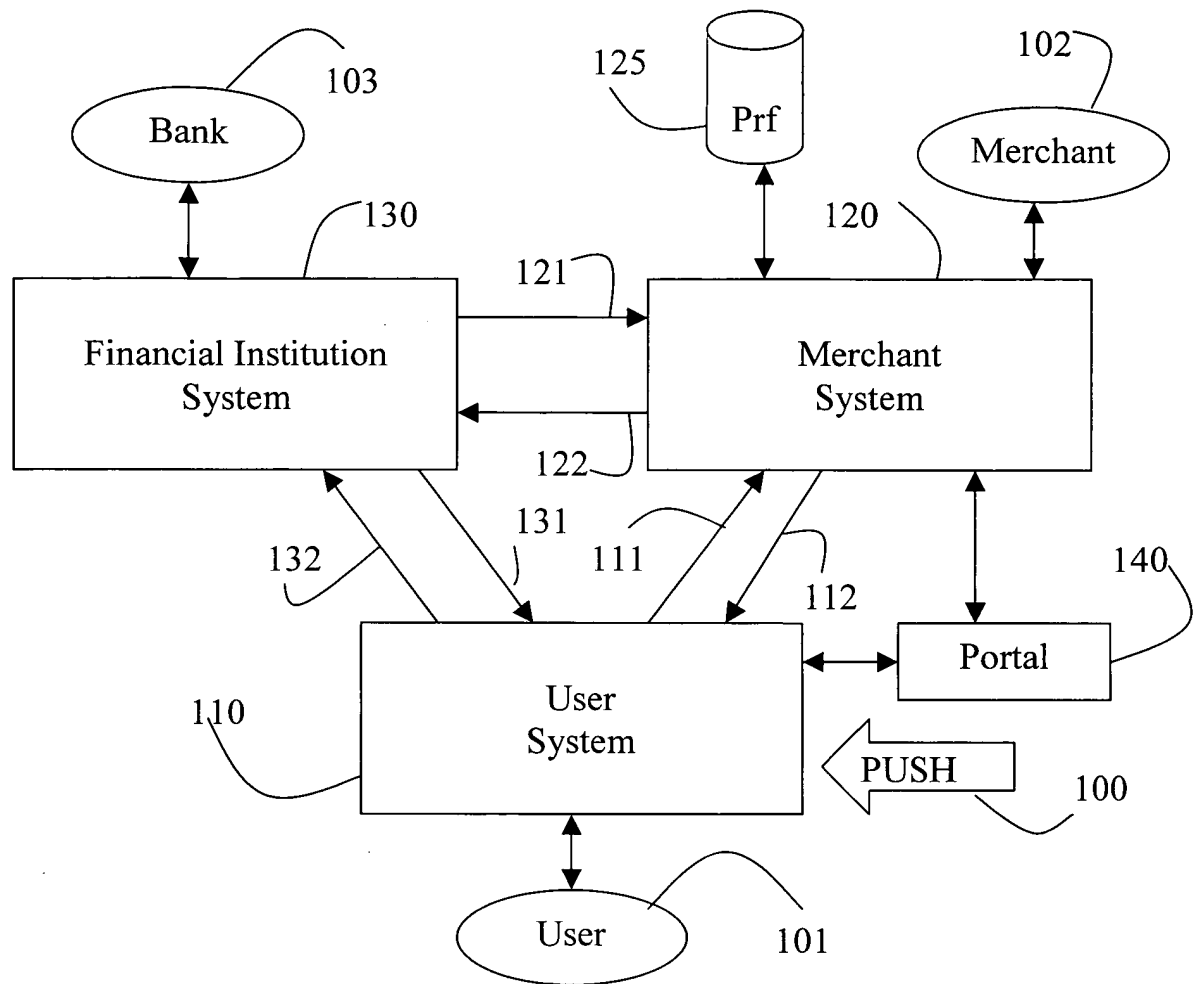 102
125
103
Prf
Bank
Merchant
130
120
121
Financial Institution
System
Merchant
System
122
131
111
132
112
140
Portal
110
User
System
PUSH
100
User
101